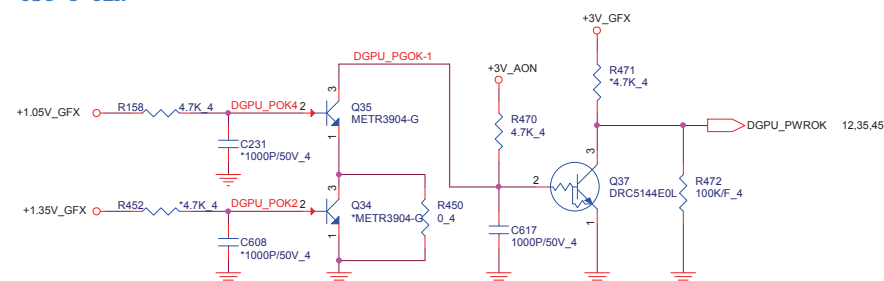 +3V_GFX
DGPU_PGOK-1
+3V_AON
R471
*4.7K_4
+1.05V_GFX
R158
4.7K_4
DGPU_POK4
2
3
1
Q35
METR3904-G
R470
4.7K_4
DGPU_PWROK
12,35,45
C231
*1000P/50V_4
2
3
1
Q37
DRC5144E0L
R472
100K/F_4
+1.35V_GFX
R452
*4.7K_4
DGPU_POK2
2
3
1
Q34
*METR3904-G
R450
0_4
C617
1000P/50V_4
C608
*1000P/50V_4